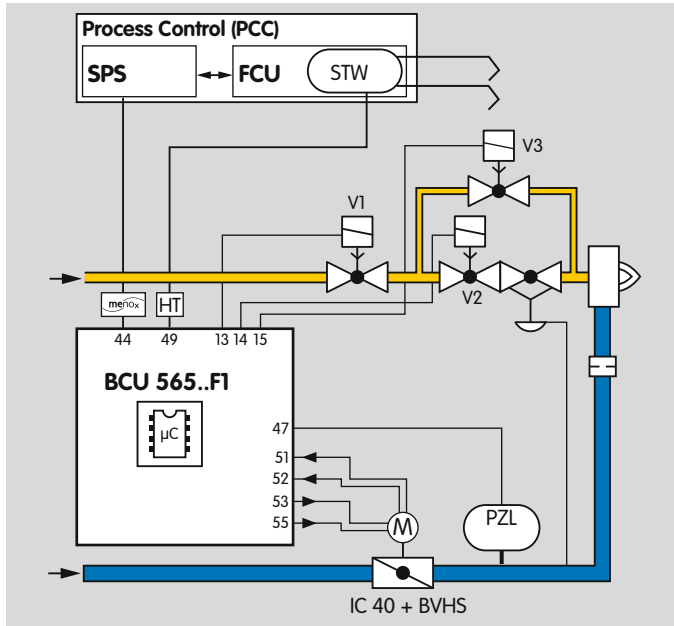 Process Control (PCC)
SPS
FCU
STW
V3
V1
V2
menox
HT
44
49
13 14 15
BCU 565..F1
µC
47
51
52
53
55
M
PZL
IC 40 + BVHS